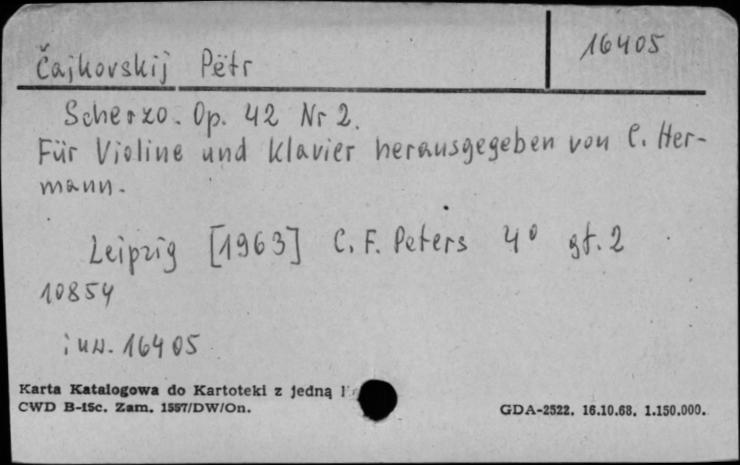 16405
Čajkovskij Pëtr
Scherzo. Op. 42 Nr 2.
Für Violine und Klavier herausgegeben von C. Her-
mann.
Leipzig [1963] C. F. Peters 4° gł. 2
10854
inw. 16405
Karta Katalogowa do Kartoteki z jedną
CWD B-15c. Zam. 1557/DW/On.
GDA-2522. 16.10.68. 1.150.000.